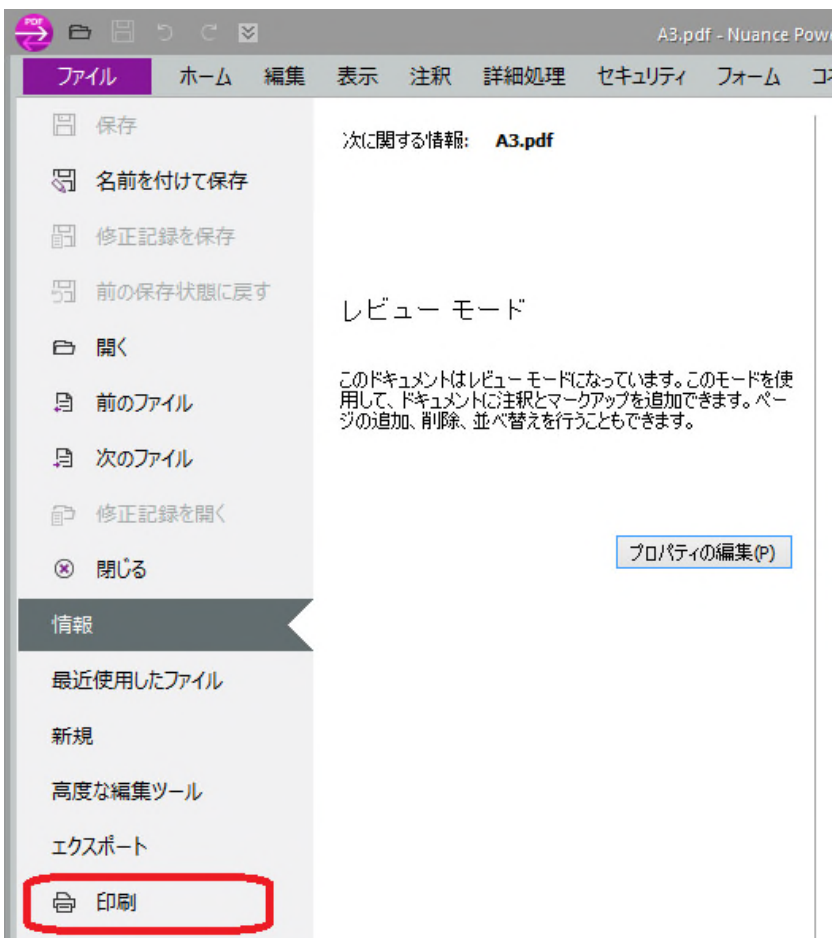 PDF
A3.pdf - Nuance Powe
ファイル ホーム 編集 表示 注釈 詳細処理 セキュリティ フォーム コネ
保存
名前を付けて保存
修正記録を保存
前の保存状態に戻す
開く
前のファイル
次のファイル
修正記録を開く
閉じる
情報
最近使用したファイル
新規
高度な編集ツール
エクスポート
印刷
次に関する情報: A3.pdf
レビュー モード
このドキュメントはレビュー モードになっています。このモードを使
用して、ドキュメントに注釈とマークアップを追加できます。ペー
ジの追加、削除、並べ替えを行うこともできます。
プロパティの編集(P)